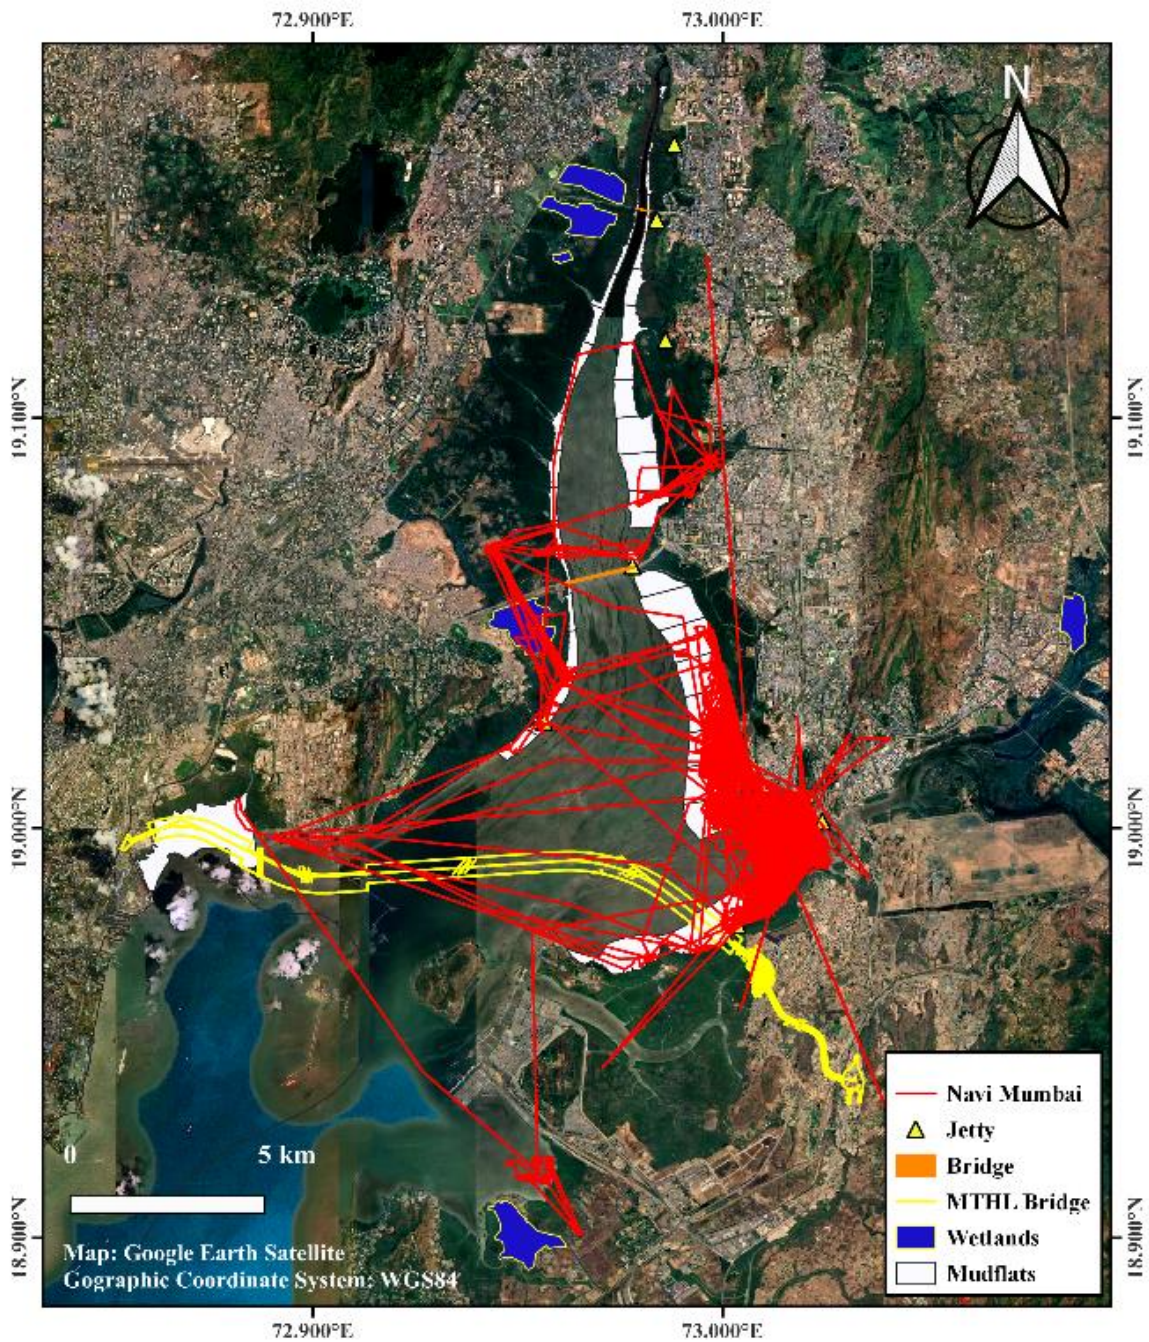 72.900°E 73.000°E
N
19.100°N 19.100°N
19.000°N 19.000°N
Navi Mumbai
Jetty
Bridge
MTHL Bridge
Wetlands
Mudflats
0 5 km
18.900°N 18.900°N
Map: Google Earth Satellite
Gographic Coordinate System: WGS84
72.900°E 73.000°E